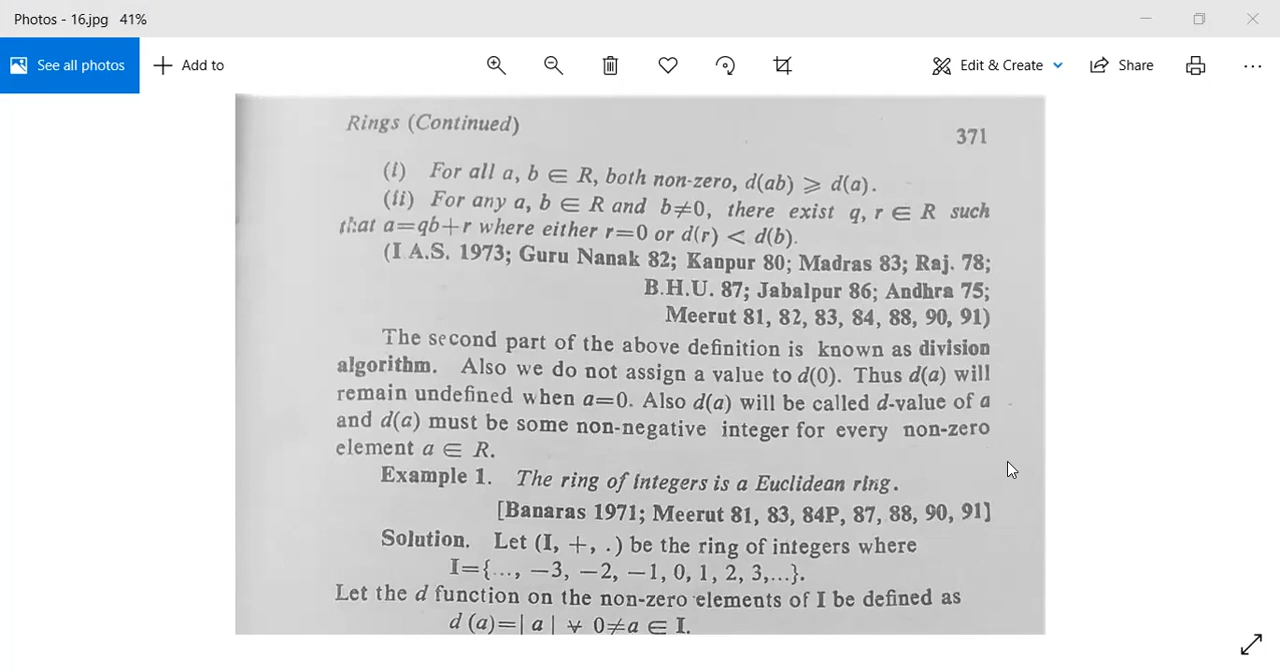 Photos - 16.jpg 41%
See all photos
Add to
Edit & Create
Share
Rings (Continued)
371
(i) For all a, b ∈ R, both non-zero, d(ab) ⩾ d(a).
(ii) For any a, b ∈ R and b≠0, there exist q, r ∈ R such
that a=qb+r where either r=0 or d(r) < d(b).
(I A.S. 1973; Guru Nanak 82; Kanpur 80; Madras 83; Raj. 78;
B.H.U. 87; Jabalpur 86; Andhra 75;
Meerut 81, 82, 83, 84, 88, 90, 91)
The second part of the above definition is known as division
algorithm. Also we do not assign a value to d(0). Thus d(a) will
remain undefined when a=0. Also d(a) will be called d-value of a
and d(a) must be some non-negative integer for every non-zero
element a ∈ R.
Example 1. The ring of integers is a Euclidean ring.
[Banaras 1971; Meerut 81, 83, 84P, 87, 88, 90, 91]
Solution. Let (I, +, .) be the ring of integers where
I={..., −3, −2, −1, 0, 1, 2, 3,...}.
Let the d function on the non-zero elements of I be defined as
d (a)=| a | ∀ 0≠a ∈ I.